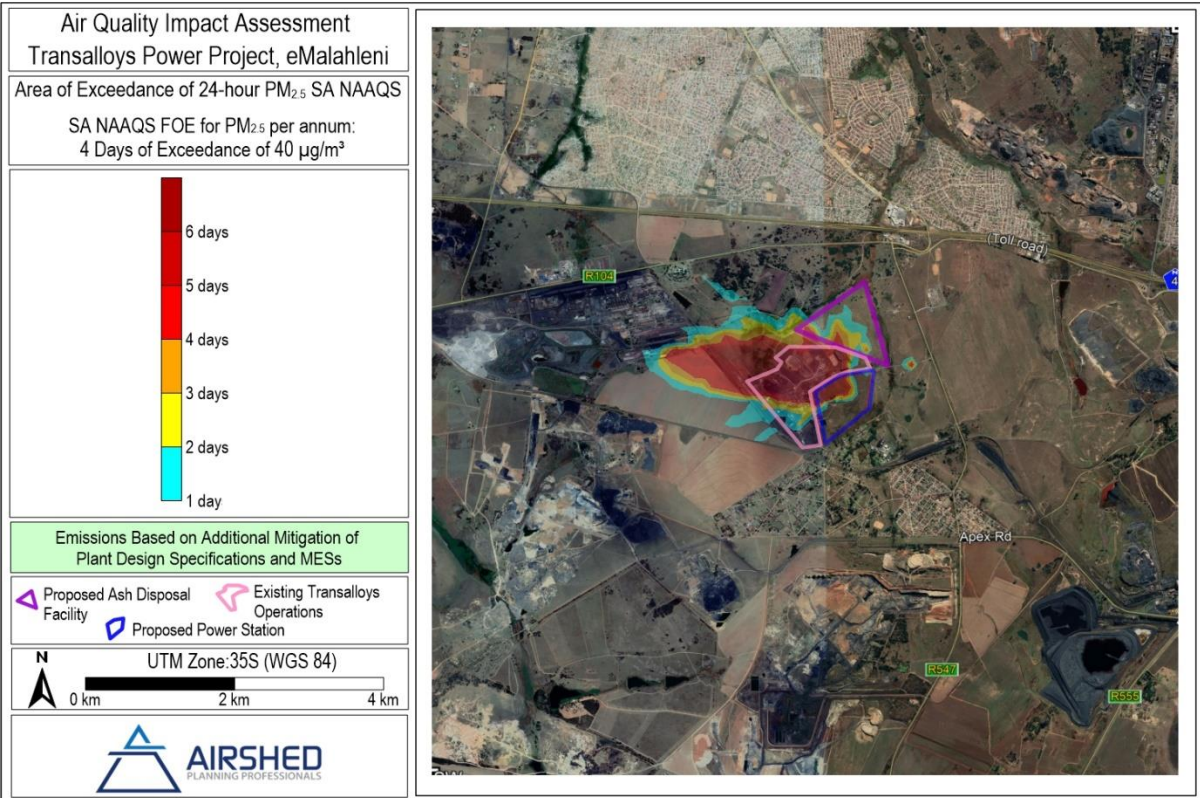 Air Quality Impact Assessment
Transalloys Power Project, eMalahleni
Area of Exceedance of 24-hour PM2.5 SA NAAQS
SA NAAQS FOE for PM2.5 per annum:
4 Days of Exceedance of 40 µg/m³
6 days
5 days
4 days
3 days
2 days
1 day
Emissions Based on Additional Mitigation of
Plant Design Specifications and MESs
Proposed Ash Disposal
Facility
Existing Transalloys
Operations
Proposed Power Station
N
UTM Zone:35S (WGS 84)
0 km
2 km
4 km
AIRSHED
PLANNING PROFESSIONALS
R104
(Toll road)
4
Apex Rd
R547
R555